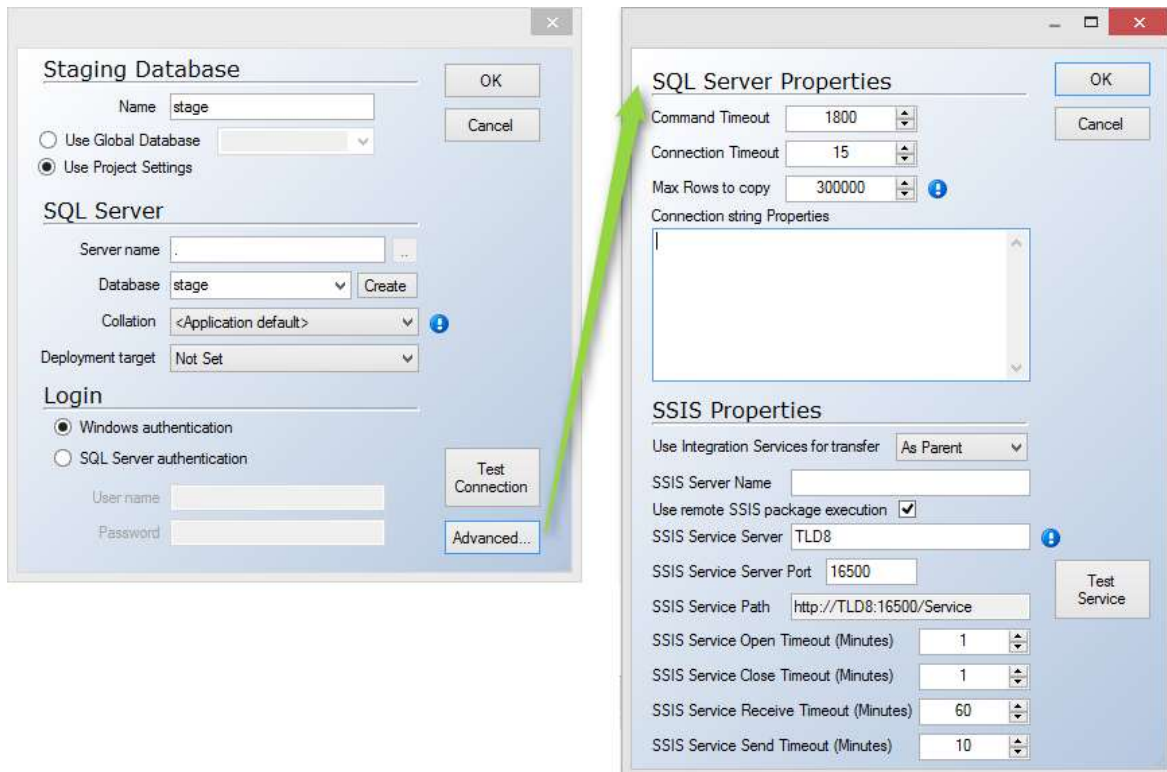 Staging Database
OK
Name stage
Cancel
Use Global Database
Use Project Settings
SQL Server
Server name . ..
Database stage Create
Collation <Application default>
Deployment target Not Set
Login
Windows authentication
SQL Server authentication
User name
Password
Test
Connection
Advanced...
SQL Server Properties
OK
Command Timeout 1800
Cancel
Connection Timeout 15
Max Rows to copy 300000
Connection string Properties
SSIS Properties
Use Integration Services for transfer As Parent
SSIS Server Name
Use remote SSIS package execution
SSIS Service Server TLD8
SSIS Service Server Port 16500
Test
Service
SSIS Service Path http://TLD8:16500/Service
SSIS Service Open Timeout (Minutes) 1
SSIS Service Close Timeout (Minutes) 1
SSIS Service Receive Timeout (Minutes) 60
SSIS Service Send Timeout (Minutes) 10